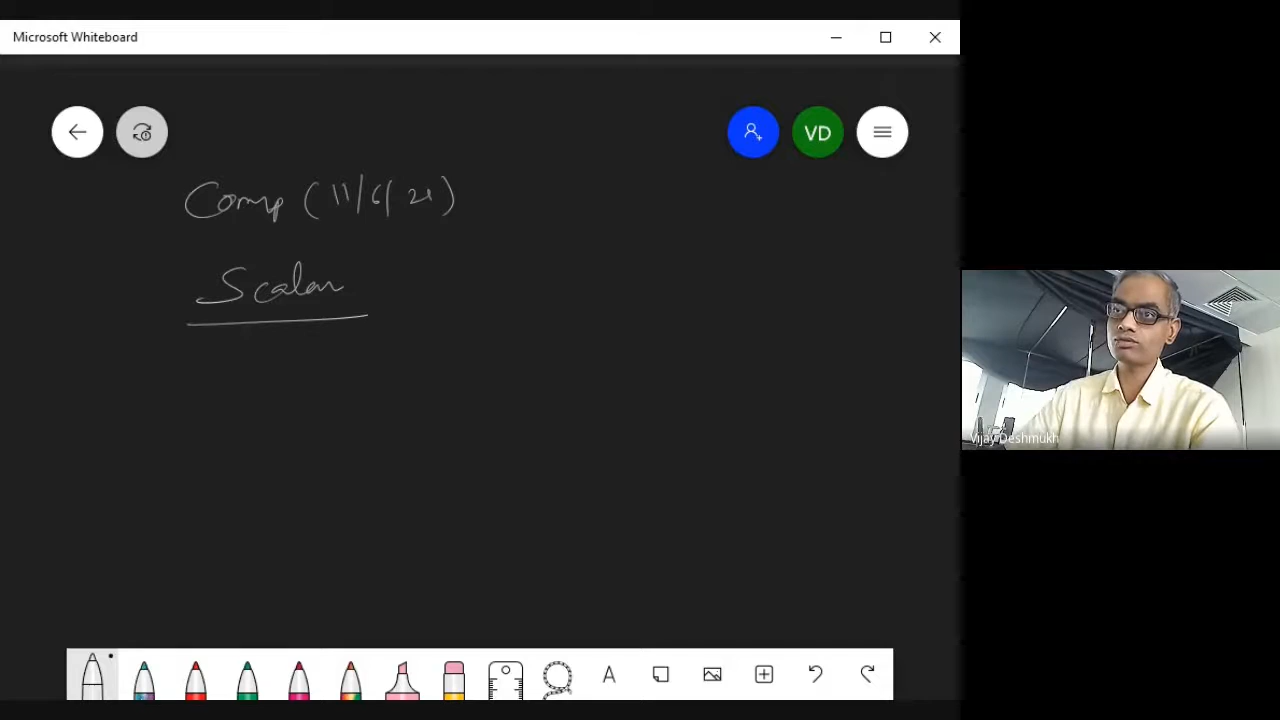 Microsoft Whiteboard
VD
Comp (11/6/21)
Scalar
Vijay Deshmukh
A